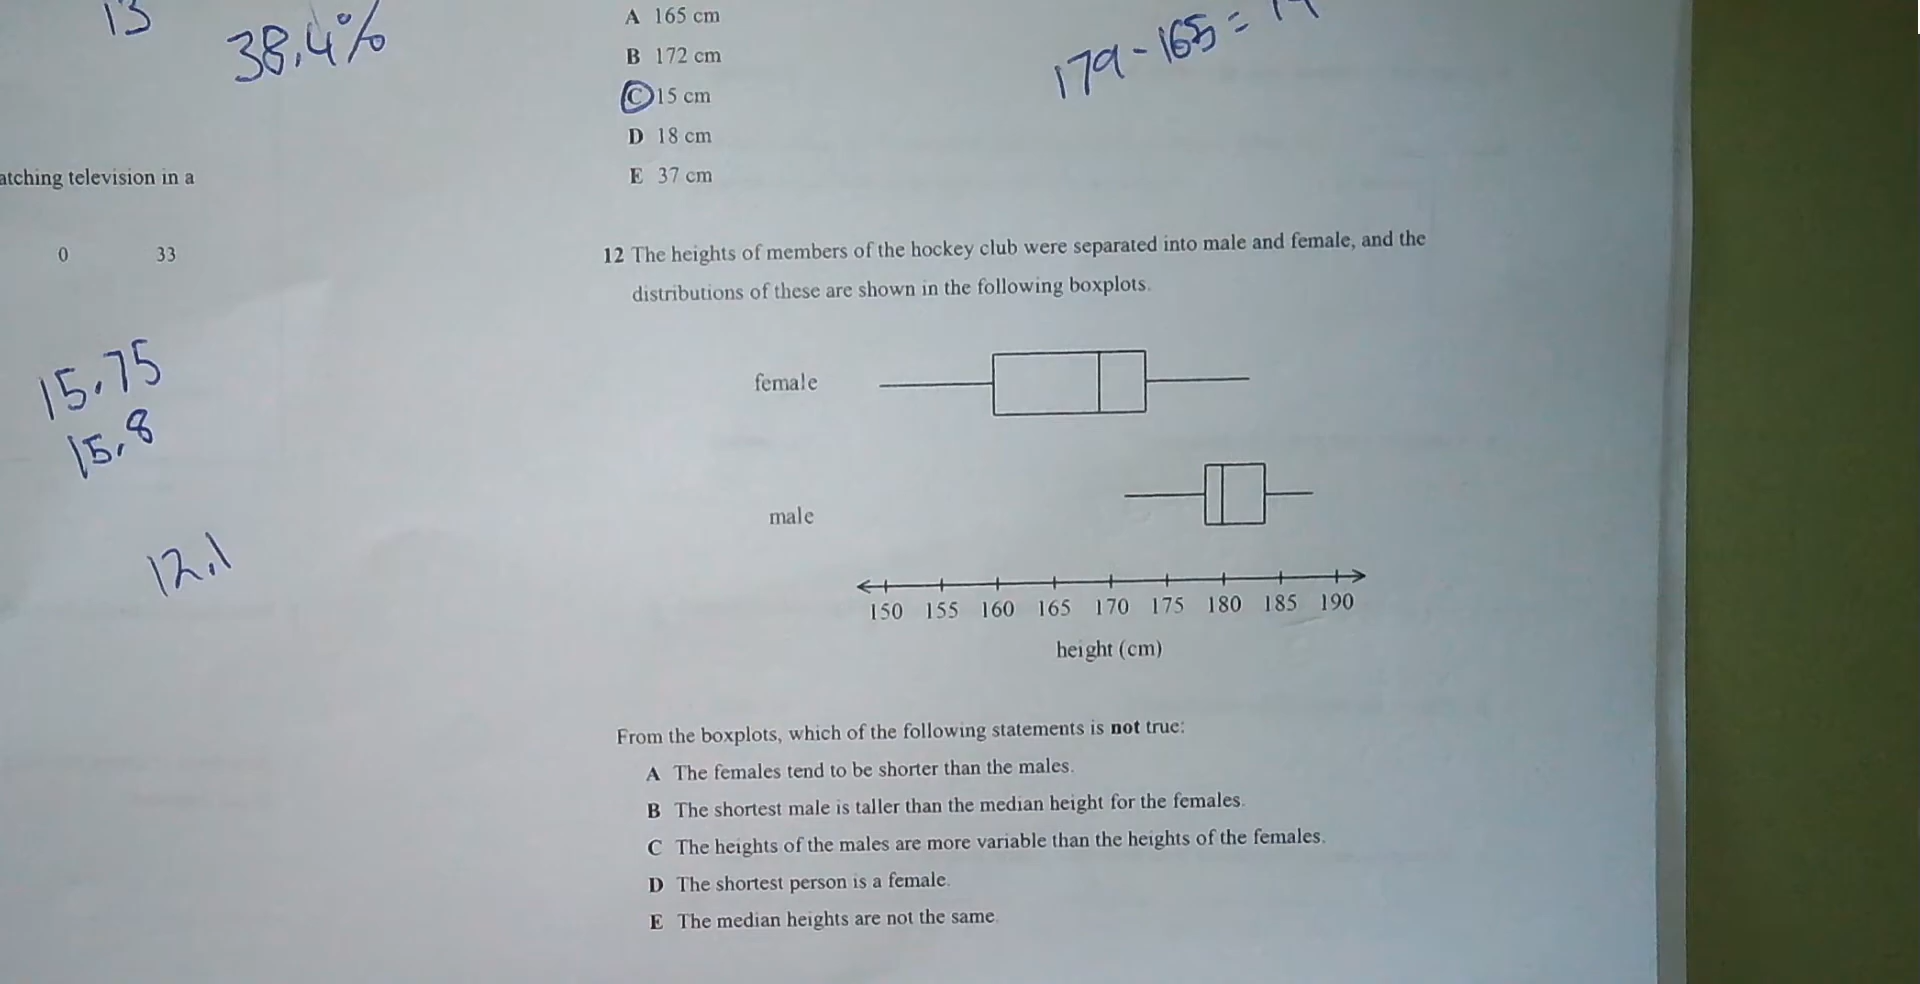 13
38.4%
A 165 cm
B 172 cm
C 15 cm
D 18 cm
E 37 cm
179-165=
atching television in a
0 33
15.75
15.8
12.1
12 The heights of members of the hockey club were separated into male and female, and the
distributions of these are shown in the following boxplots.
female
male
150 155 160 165 170 175 180 185 190
height (cm)
From the boxplots, which of the following statements is not true:
A The females tend to be shorter than the males.
B The shortest male is taller than the median height for the females.
C The heights of the males are more variable than the heights of the females.
D The shortest person is a female.
E The median heights are not the same.